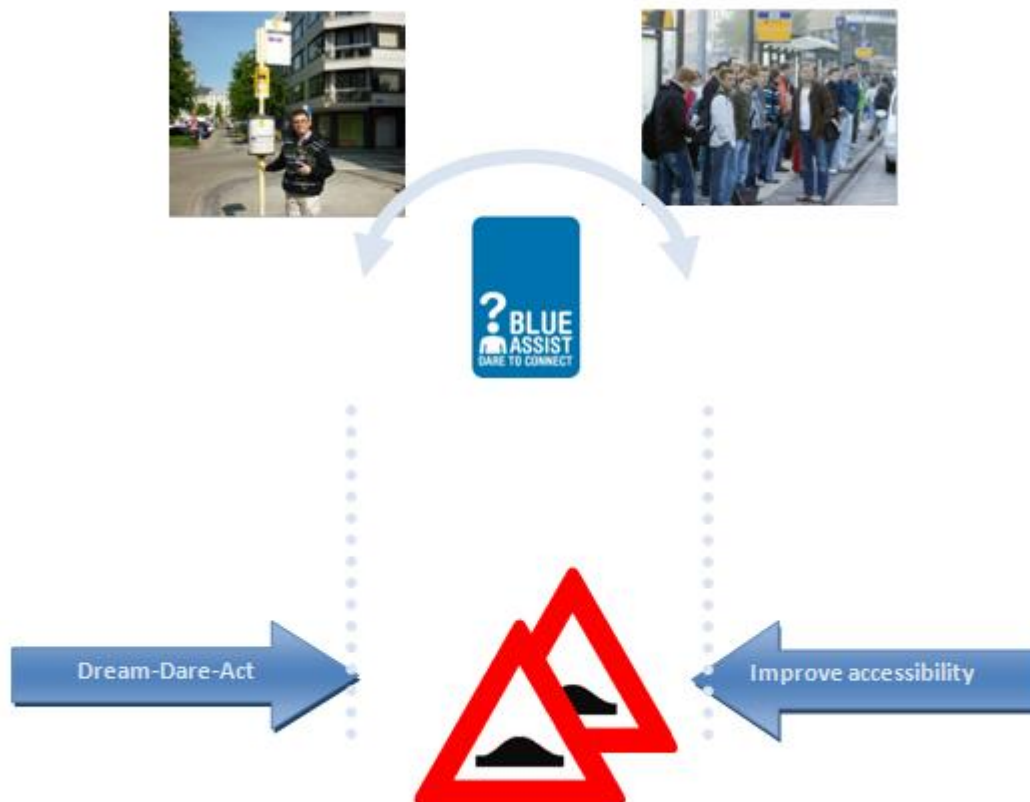 BLUE
ASSIST
DARE TO CONNECT
Dream-Dare-Act
Improve accessibility